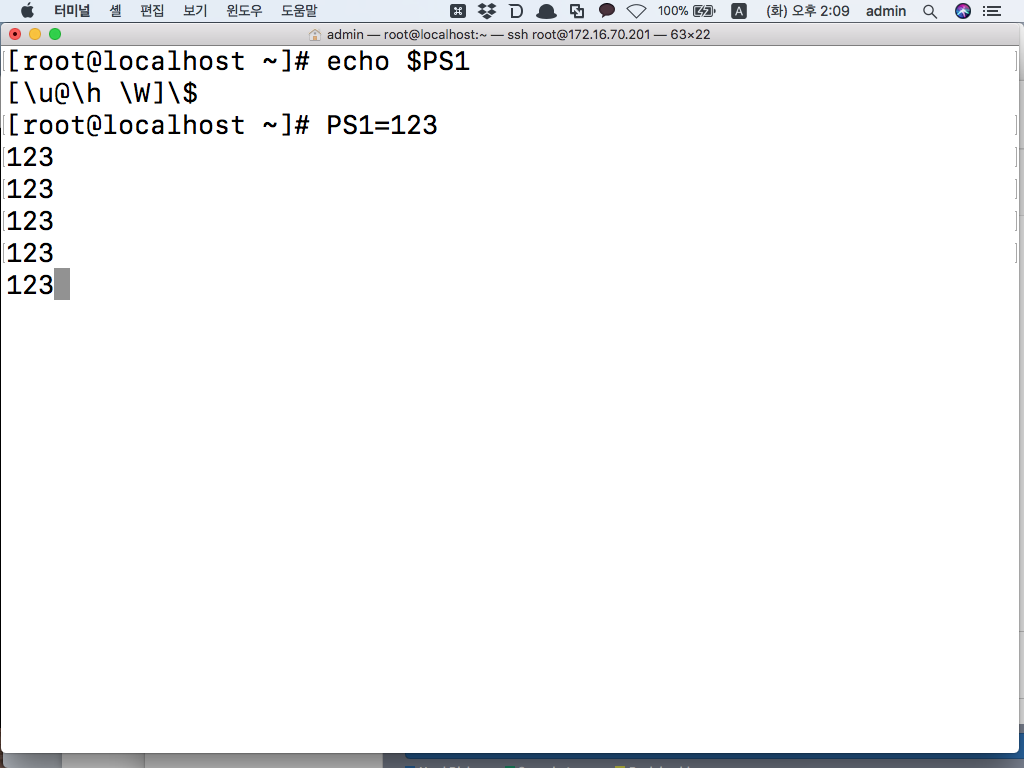 터미널 셸 편집 보기 윈도우 도움말 100% A (화) 오후 2:09 admin
admin — root@localhost:~ — ssh root@172.16.70.201 — 63×22
[root@localhost ~]# echo $PS1
[\u@\h \W]\$
[root@localhost ~]# PS1=123
123
123
123
123
123